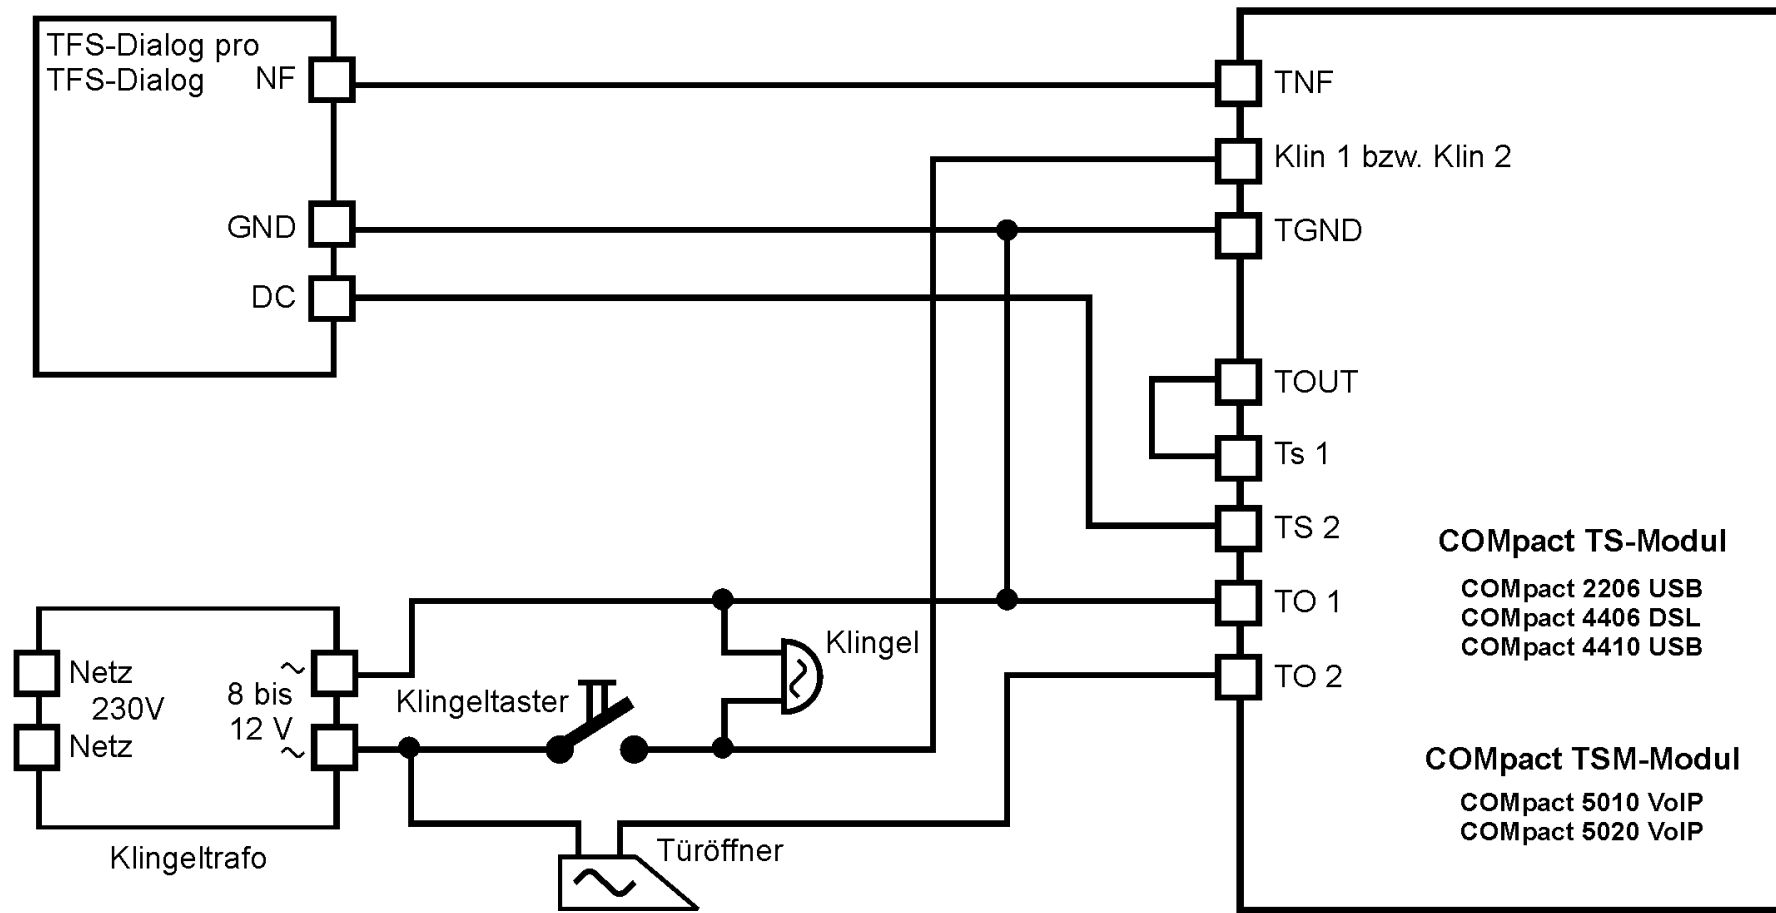 TFS-Dialog pro
TFS-Dialog
NF
GND
DC
TNF
Klin 1 bzw. Klin 2
TGND
TOUT
Ts 1
TS 2
TO 1
TO 2
COMpact TS-Modul
COMpact 2206 USB
COMpact 4406 DSL
COMpact 4410 USB
COMpact TSM-Modul
COMpact 5010 VoIP
COMpact 5020 VoIP
Netz
230V
Netz
~
8 bis
12 V
~
Klingeltrafo
Klingeltaster
Klingel
Türöffner